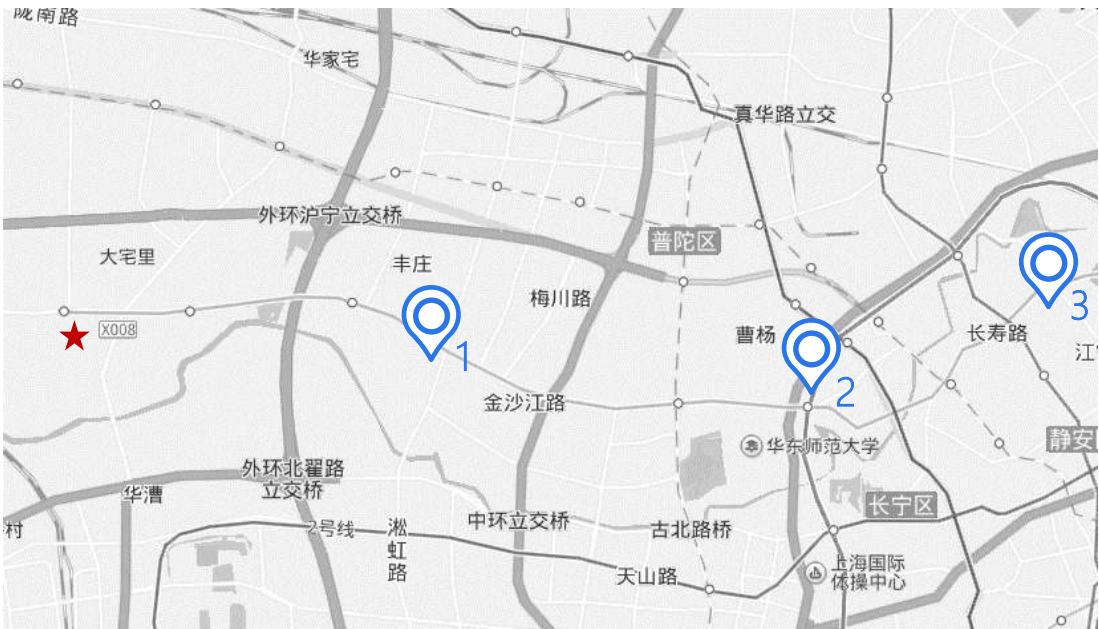 陇南路
华家宅
真华路立交
外环沪宁立交桥
普陀区
大宅里
丰庄
梅川路
3
X008
1
曹杨
长寿路
2
金沙江路
华东师范大学
外环北翟路
立交桥
华漕
长宁区
村
2号线
淞虹路
中环立交桥
古北路桥
天山路
上海国际
体操中心